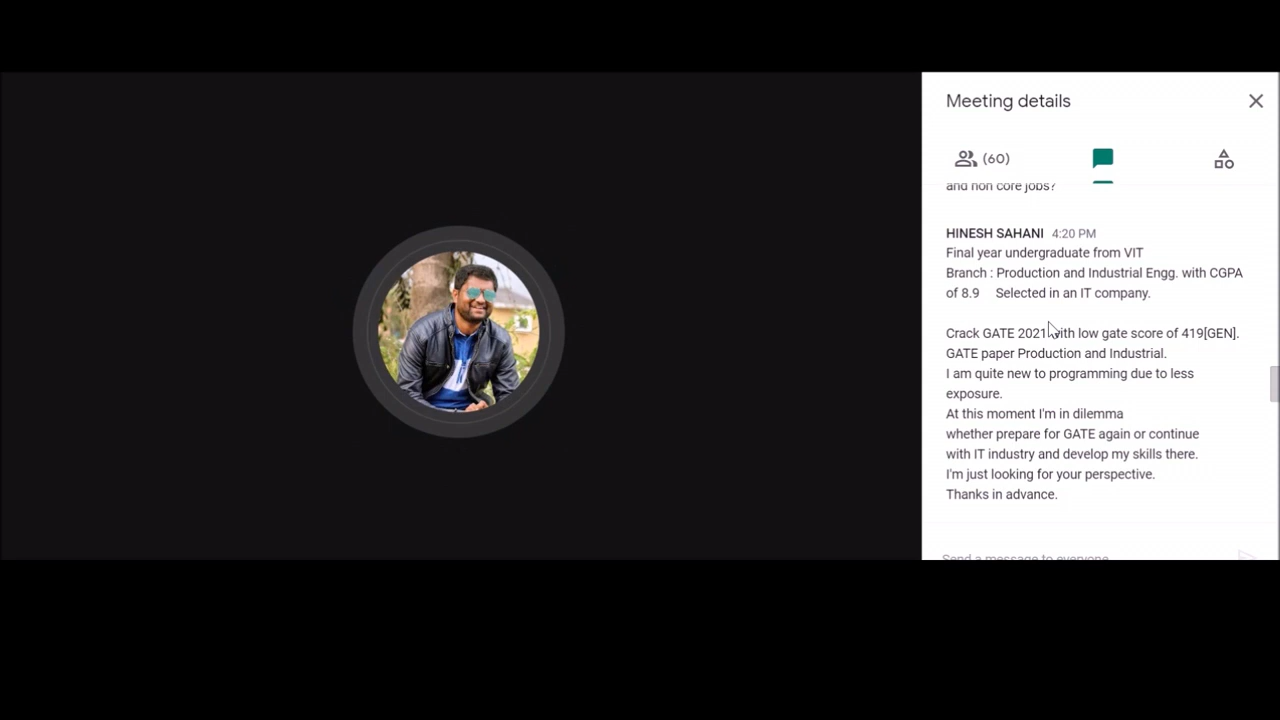 Meeting details
(60)
and non core jobs?
HINESH SAHANI 4:20 PM
Final year undergraduate from VIT
Branch : Production and Industrial Engg. with CGPA
of 8.9 Selected in an IT company.
Crack GATE 2021 with low gate score of 419[GEN].
GATE paper Production and Industrial.
I am quite new to programming due to less
exposure.
At this moment I'm in dilemma
whether prepare for GATE again or continue
with IT industry and develop my skills there.
I'm just looking for your perspective.
Thanks in advance.
Send a message to everyone